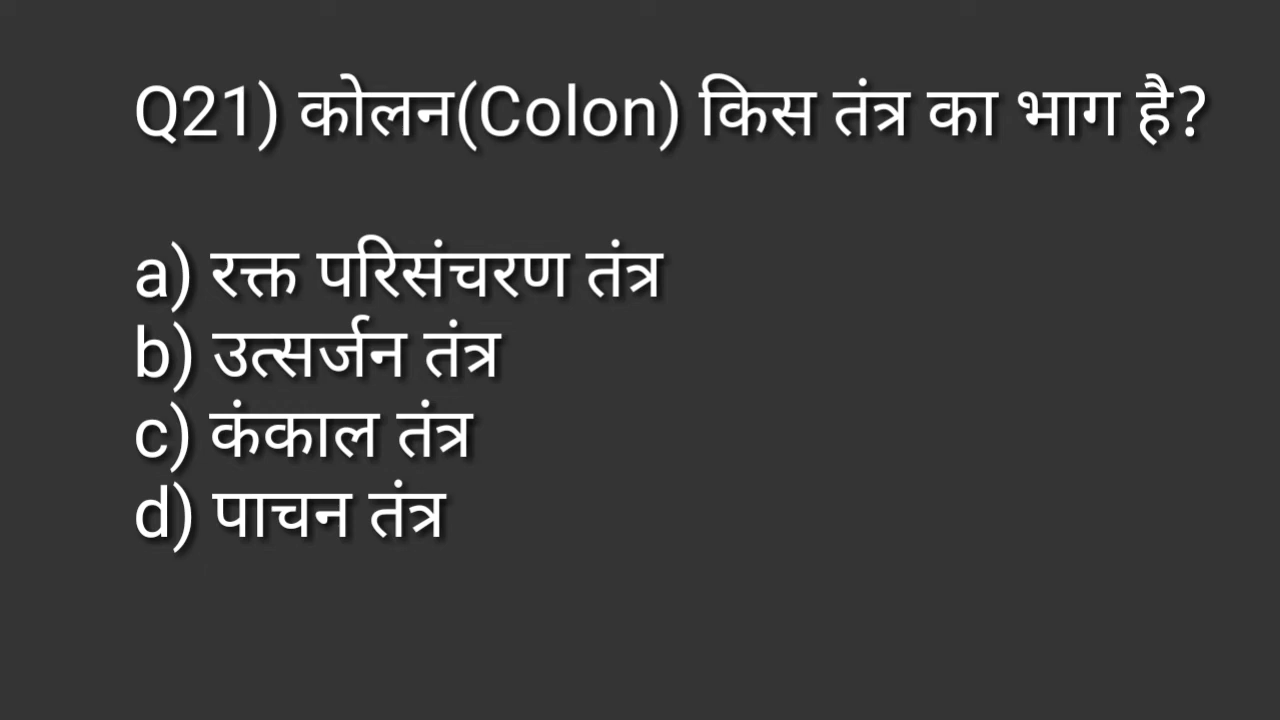 Q21) कोलन(Colon) किस तंत्र का भाग है?
a) रक्त परिसंचरण तंत्र
b) उत्सर्जन तंत्र
c) कंकाल तंत्र
d) पाचन तंत्र